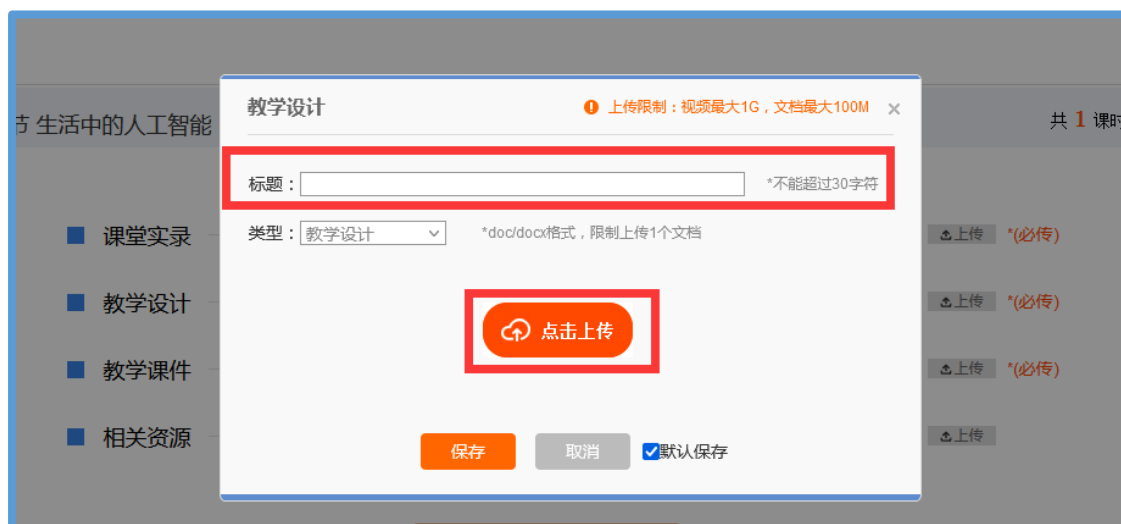 教学设计
上传限制：视频最大1G，文档最大100M
节 生活中的人工智能
共 1 课时
标题：
*不能超过30字符
类型：教学设计
*doc/docx格式，限制上传1个文档
课堂实录
上传 *(必传)
教学设计
上传 *(必传)
点击上传
教学课件
上传 *(必传)
相关资源
上传
保存
取消
默认保存